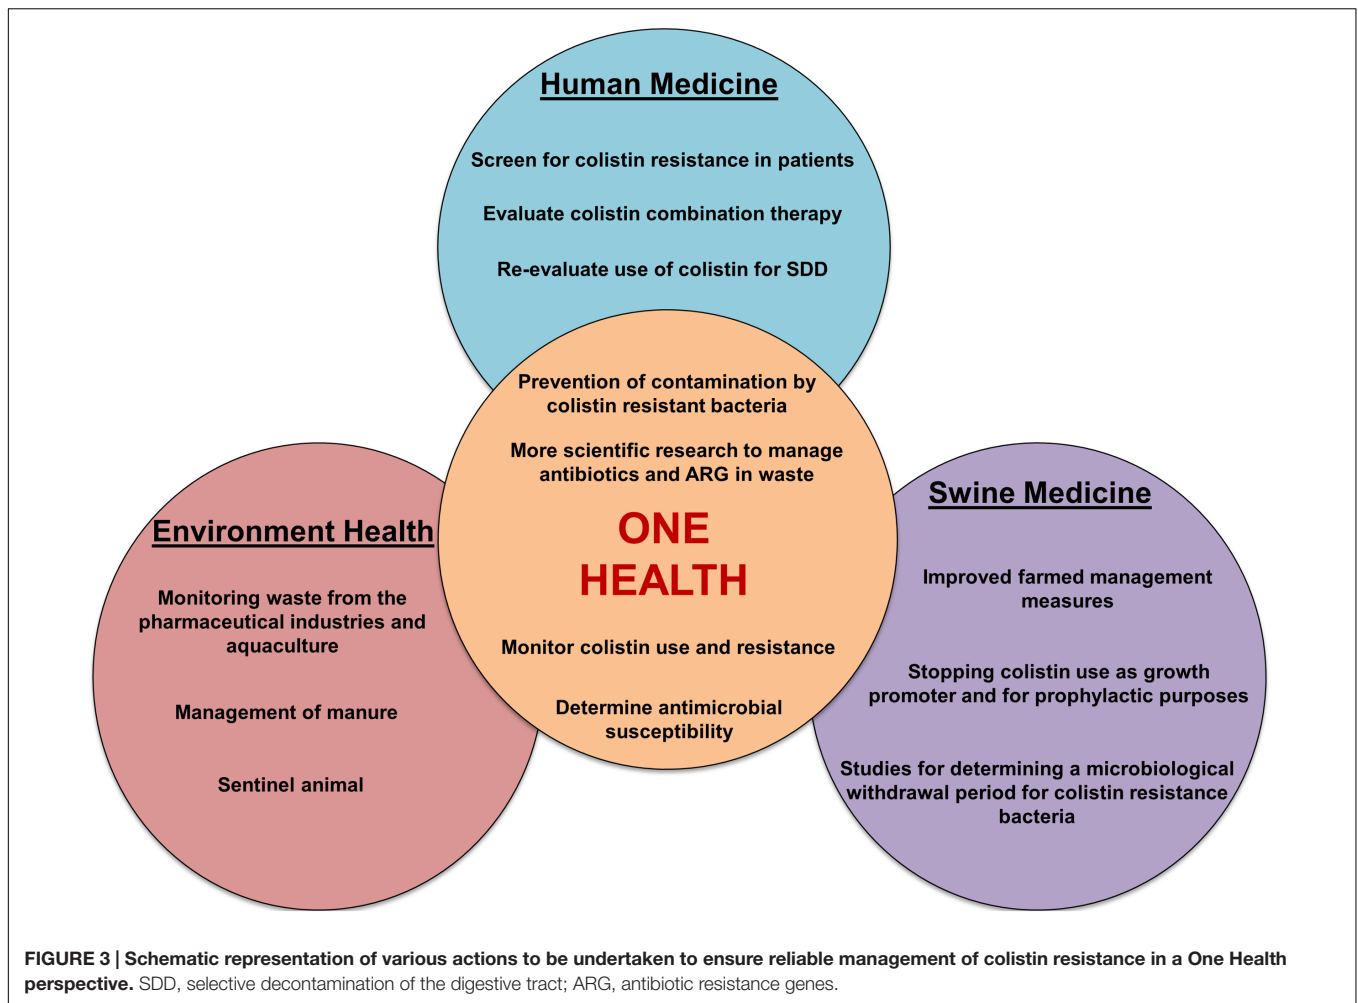 Human Medicine
Screen for colistin resistance in patients
Evaluate colistin combination therapy
Re-evaluate use of colistin for SDD
Prevention of contamination by
colistin resistant bacteria
More scientific research to manage
antibiotics and ARG in waste
ONE
HEALTH
Monitor colistin use and resistance
Determine antimicrobial
susceptibility
Environment Health
Monitoring waste from the
pharmaceutical industries and
aquaculture
Management of manure
Sentinel animal
Swine Medicine
Improved farmed management
measures
Stopping colistin use as growth
promoter and for prophylactic purposes
Studies for determining a microbiological
withdrawal period for colistin resistance
bacteria
FIGURE 3 | Schematic representation of various actions to be undertaken to ensure reliable management of colistin resistance in a One Health
perspective. SDD, selective decontamination of the digestive tract; ARG, antibiotic resistance genes.